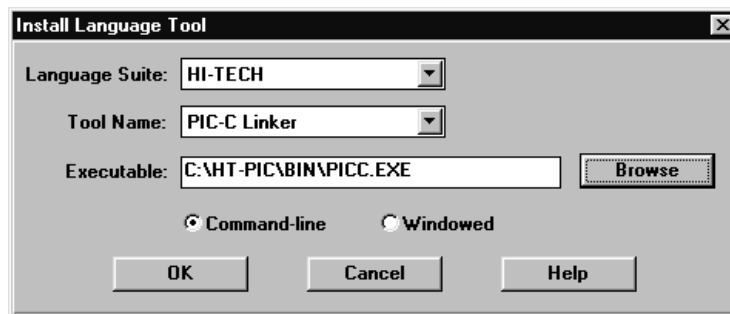 Install Language Tool
Language Suite: HI-TECH
Tool Name: PIC-C Linker
Executable: C:\HT-PIC\BIN\PICC.EXE Browse
Command-line Windowed
OK Cancel Help